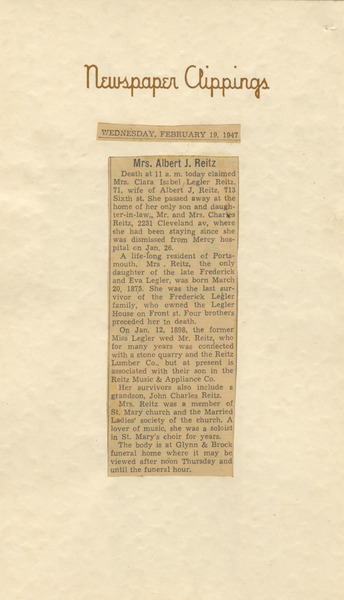 Newspaper Clippings
WEDNESDAY, FEBRUARY 19, 1947
Mrs. Albert J. Reitz
Death at 11 a. m. today claimed
Mrs. Clara Isabel Legler Reitz,
71, wife of Albert J. Reitz, 713
Sixth st. She passed away at the
home of her only son and daugh-
ter-in-law, Mr. and Mrs. Charles
Reitz, 2231 Cleveland av, where
she had been staying since she
was dismissed from Mercy hos-
pital on Jan. 26.
A life-long resident of Ports-
mouth, Mrs. Reitz, the only
daughter of the late Frederick
and Eva Legler, was born March
20, 1875. She was the last sur-
vivor of the Frederick Legler
family, who owned the Legler
House on Front st. Four brothers
preceded her in death.
On Jan. 12, 1898, the former
Miss Legler wed Mr. Reitz, who
for many years was connected
with a stone quarry and the Reitz
Lumber Co., but at present is
associated with their son in the
Reitz Music & Appliance Co.
Her survivors also include a
grandson, John Charles Reitz.
Mrs. Reitz was a member of
St. Mary church and the Married
Ladies' society of the church. A
lover of music, she was a soloist
in St. Mary's choir for years.
The body is at Glynn & Brock
funeral home where it may be
viewed after noon Thursday and
until the funeral hour.